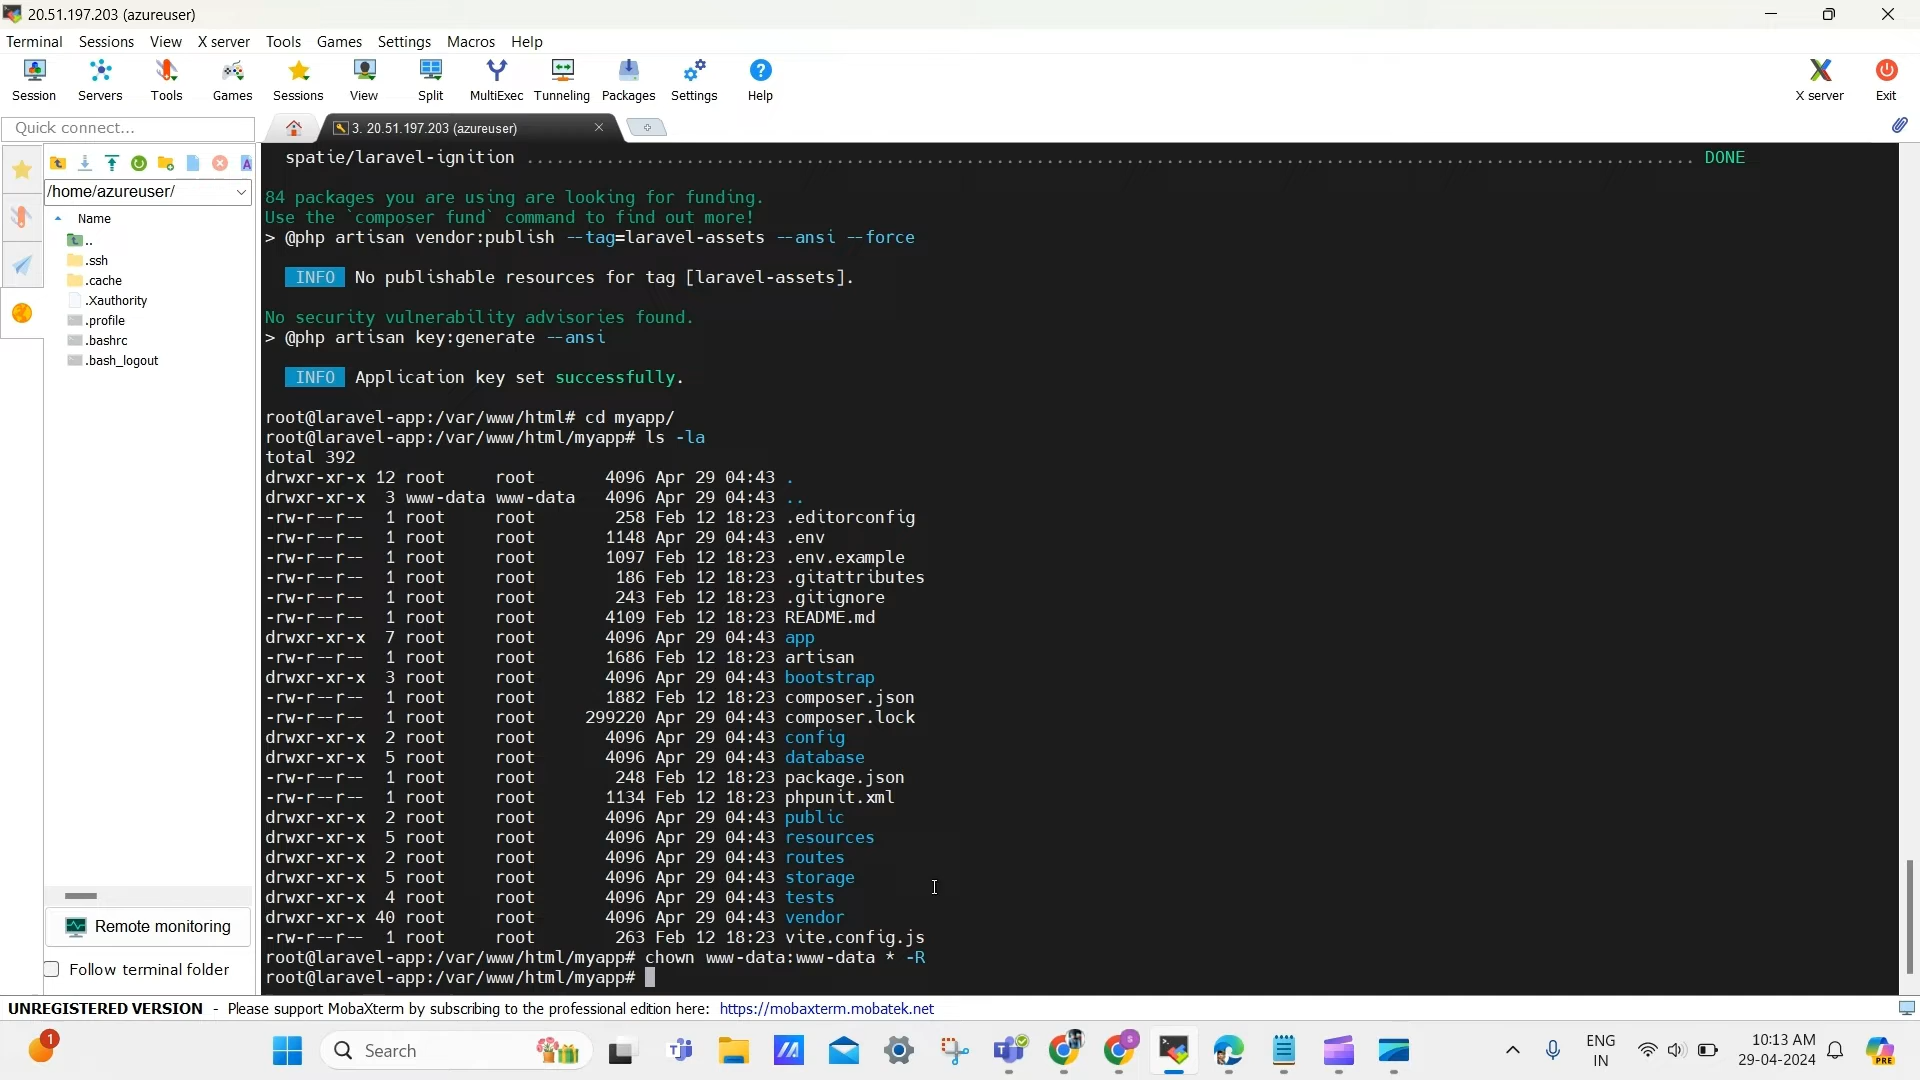 20.51.197.203 (azureuser)
Terminal Sessions View X server Tools Games Settings Macros Help
Session Servers Tools Games Sessions View Split MultiExec Tunneling Packages Settings Help X server Exit
Quick connect...
3. 20.51.197.203 (azureuser)
/home/azureuser/
Name
..
.ssh
.cache
.Xauthority
.profile
.bashrc
.bash_logout
Remote monitoring
Follow terminal folder
spatie/laravel-ignition ............................................................................................................................................ DONE
84 packages you are using are looking for funding.
Use the `composer fund` command to find out more!
> @php artisan vendor:publish --tag=laravel-assets --ansi --force
INFO No publishable resources for tag [laravel-assets].
No security vulnerability advisories found.
> @php artisan key:generate --ansi
INFO Application key set successfully.
root@laravel-app:/var/www/html# cd myapp/
root@laravel-app:/var/www/html/myapp# ls -la
total 392
drwxr-xr-x 12 root root 4096 Apr 29 04:43 .
drwxr-xr-x 3 www-data www-data 4096 Apr 29 04:43 ..
-rw-r--r-- 1 root root 258 Feb 12 18:23 .editorconfig
-rw-r--r-- 1 root root 1148 Apr 29 04:43 .env
-rw-r--r-- 1 root root 1097 Feb 12 18:23 .env.example
-rw-r--r-- 1 root root 186 Feb 12 18:23 .gitattributes
-rw-r--r-- 1 root root 243 Feb 12 18:23 .gitignore
-rw-r--r-- 1 root root 4109 Feb 12 18:23 README.md
drwxr-xr-x 7 root root 4096 Apr 29 04:43 app
-rw-r--r-- 1 root root 1686 Feb 12 18:23 artisan
drwxr-xr-x 3 root root 4096 Apr 29 04:43 bootstrap
-rw-r--r-- 1 root root 1882 Feb 12 18:23 composer.json
-rw-r--r-- 1 root root 299220 Apr 29 04:43 composer.lock
drwxr-xr-x 2 root root 4096 Apr 29 04:43 config
drwxr-xr-x 5 root root 4096 Apr 29 04:43 database
-rw-r--r-- 1 root root 248 Feb 12 18:23 package.json
-rw-r--r-- 1 root root 1134 Feb 12 18:23 phpunit.xml
drwxr-xr-x 2 root root 4096 Apr 29 04:43 public
drwxr-xr-x 5 root root 4096 Apr 29 04:43 resources
drwxr-xr-x 2 root root 4096 Apr 29 04:43 routes
drwxr-xr-x 5 root root 4096 Apr 29 04:43 storage
drwxr-xr-x 4 root root 4096 Apr 29 04:43 tests
drwxr-xr-x 40 root root 4096 Apr 29 04:43 vendor
-rw-r--r-- 1 root root 263 Feb 12 18:23 vite.config.js
root@laravel-app:/var/www/html/myapp# chown www-data:www-data * -R
root@laravel-app:/var/www/html/myapp#
UNREGISTERED VERSION - Please support MobaXterm by subscribing to the professional edition here: https://mobaxterm.mobatek.net
1
Search
ENG
IN
10:13 AM
29-04-2024
PRE